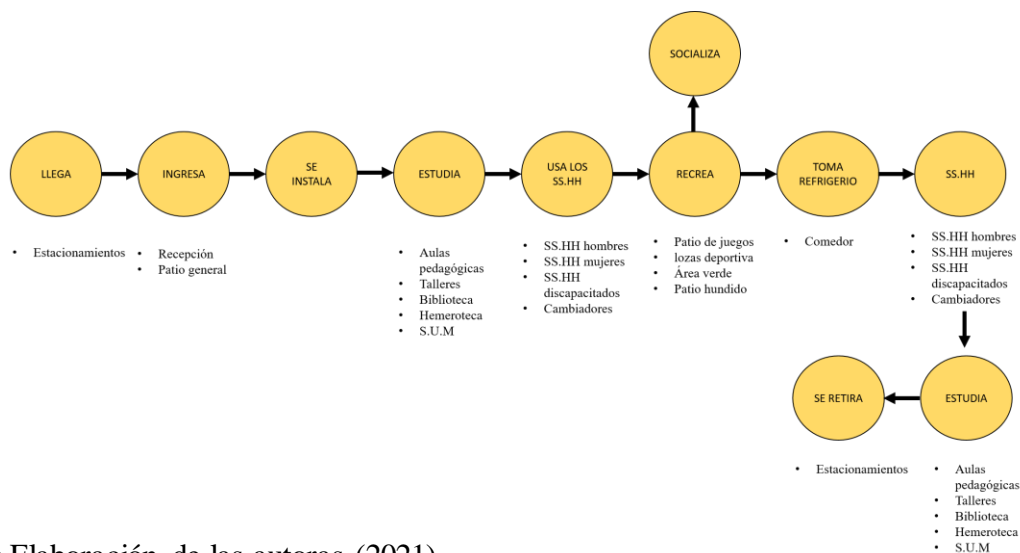 SOCIALIZA
LLEGA
INGRESA
SE
INSTALA
ESTUDIA
USA LOS
SS.HH
RECREA
TOMA
REFRIGERIO
SS.HH
• Estacionamientos
• Recepción
• Patio general
• Aulas
pedagógicas
• Talleres
• Biblioteca
• Hemeroteca
• S.U.M
• SS.HH hombres
• SS.HH mujeres
• SS.HH
discapacitados
• Cambiadores
• Patio de juegos
• lozas deportiva
• Área verde
• Patio hundido
• Comedor
• SS.HH hombres
• SS.HH mujeres
• SS.HH
discapacitados
• Cambiadores
SE RETIRA
ESTUDIA
• Estacionamientos
• Aulas
pedagógicas
• Talleres
• Biblioteca
• Hemeroteca
• S.U.M
Elaboración de las autoras (2021)